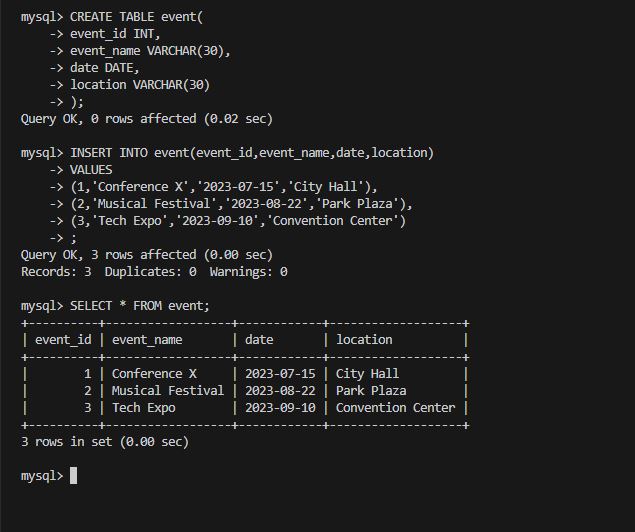 mysql> CREATE TABLE event(
    -> event_id INT,
    -> event_name VARCHAR(30),
    -> date DATE,
    -> location VARCHAR(30)
    -> );
Query OK, 0 rows affected (0.02 sec)

mysql> INSERT INTO event(event_id,event_name,date,location)
    -> VALUES
    -> (1,'Conference X','2023-07-15','City Hall'),
    -> (2,'Musical Festival','2023-08-22','Park Plaza'),
    -> (3,'Tech Expo','2023-09-10','Convention Center')
    -> ;
Query OK, 3 rows affected (0.00 sec)
Records: 3  Duplicates: 0  Warnings: 0

mysql> SELECT * FROM event;
+----------+------------------+------------+-------------------+
| event_id | event_name       | date       | location          |
+----------+------------------+------------+-------------------+
|        1 | Conference X     | 2023-07-15 | City Hall         |
|        2 | Musical Festival | 2023-08-22 | Park Plaza        |
|        3 | Tech Expo        | 2023-09-10 | Convention Center |
+----------+------------------+------------+-------------------+
3 rows in set (0.00 sec)

mysql>